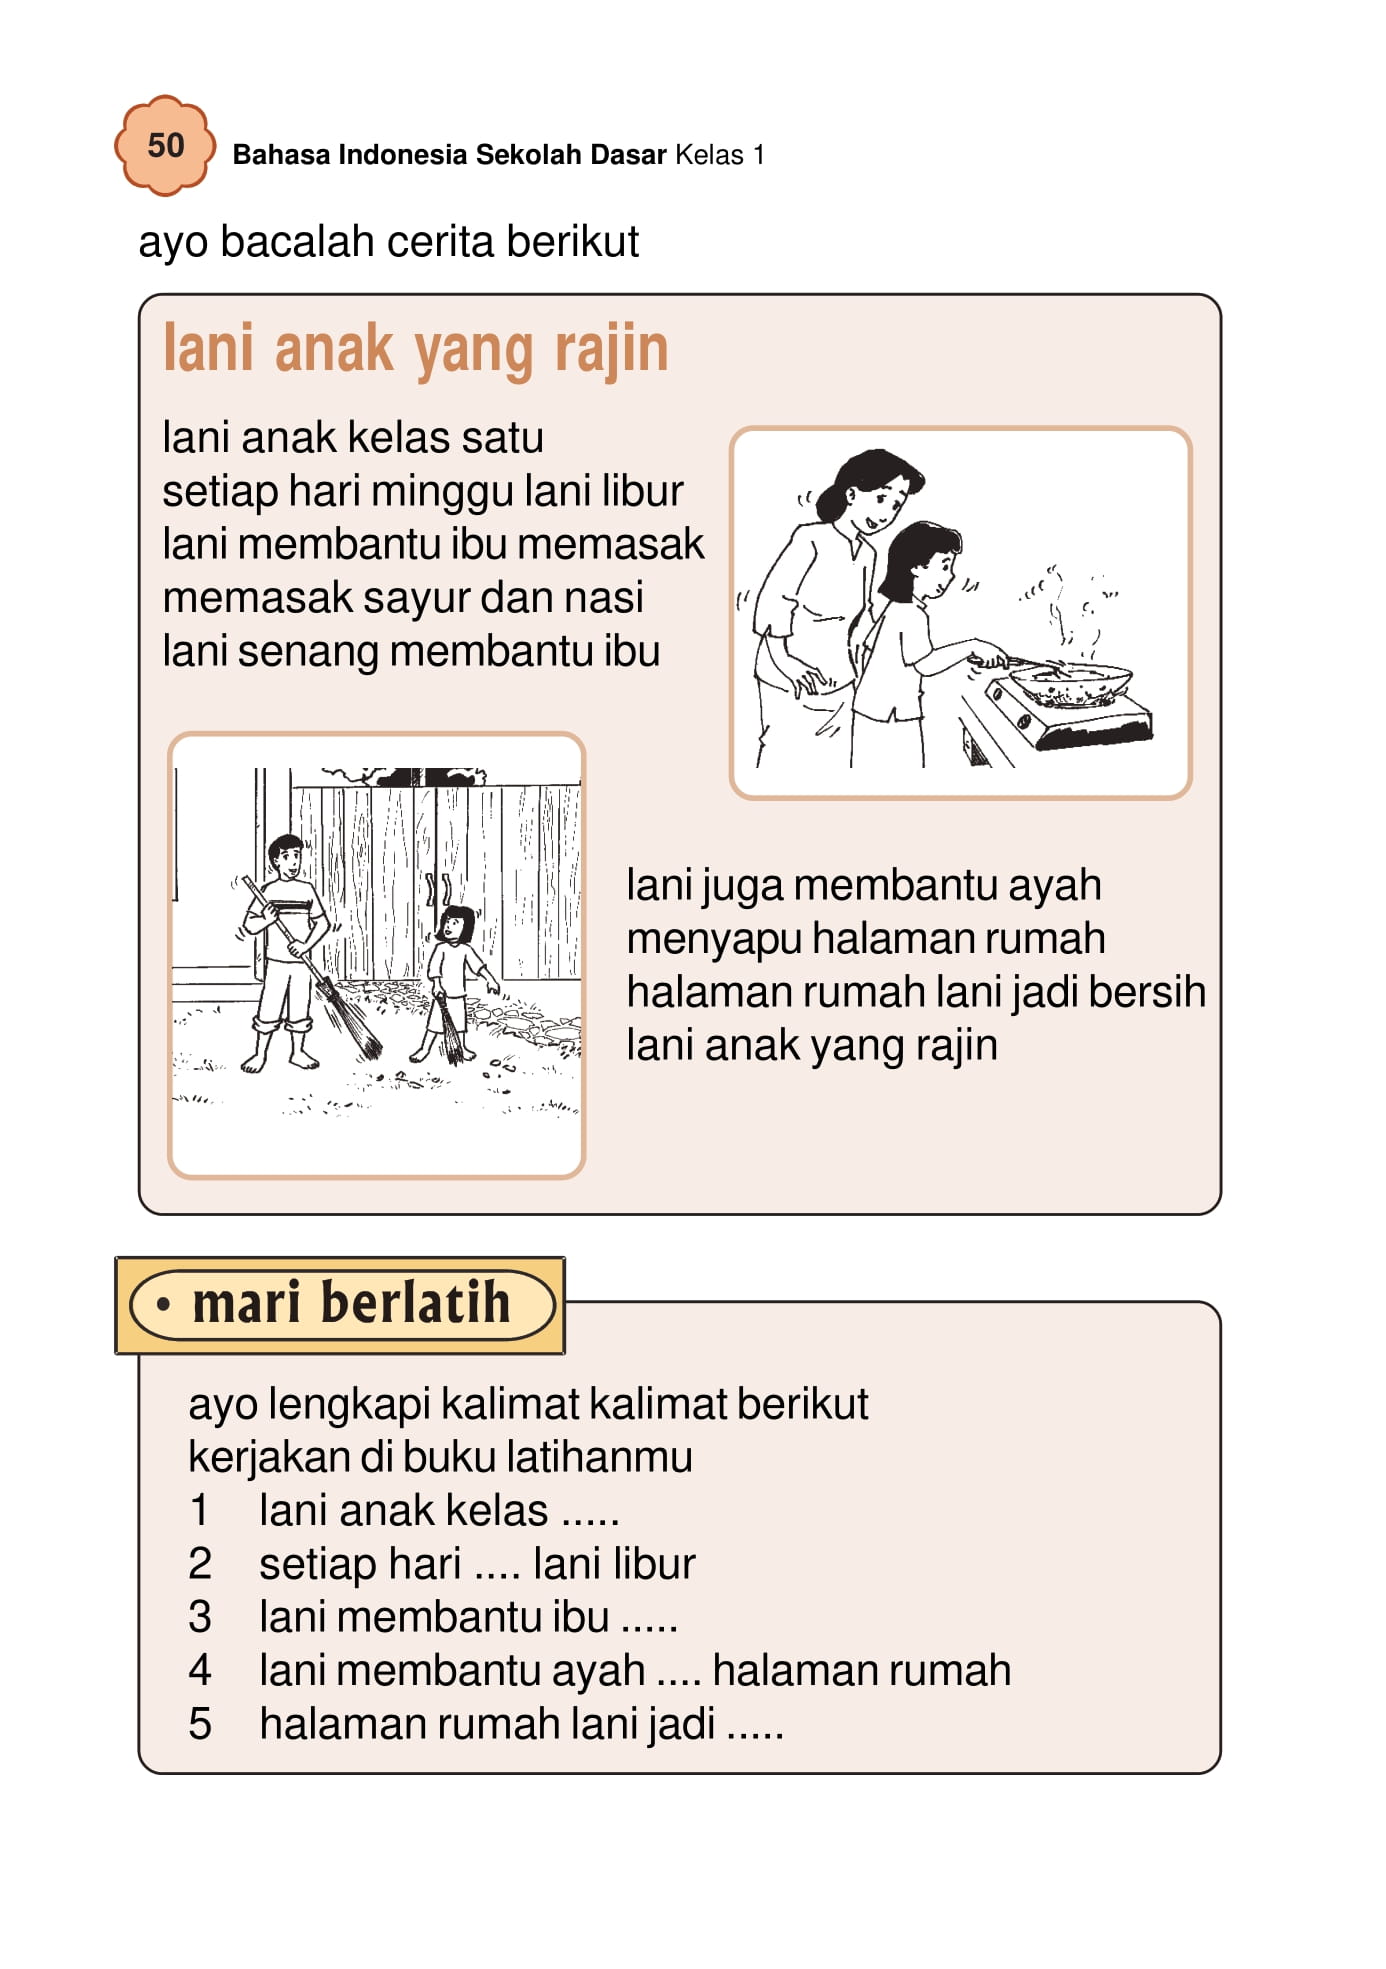 50
Bahasa Indonesia Sekolah Dasar Kelas 1
ayo bacalah cerita berikut
lani anak yang rajin
lani anak kelas satu
setiap hari minggu lani libur
lani membantu ibu memasak
memasak sayur dan nasi
lani senang membantu ibu
lani juga membantu ayah
menyapu halaman rumah
halaman rumah lani jadi bersih
lani anak yang rajin
• mari berlatih
ayo lengkapi kalimat kalimat berikut
kerjakan di buku latihanmu
1 lani anak kelas .....
2 setiap hari .... lani libur
3 lani membantu ibu .....
4 lani membantu ayah .... halaman rumah
5 halaman rumah lani jadi .....